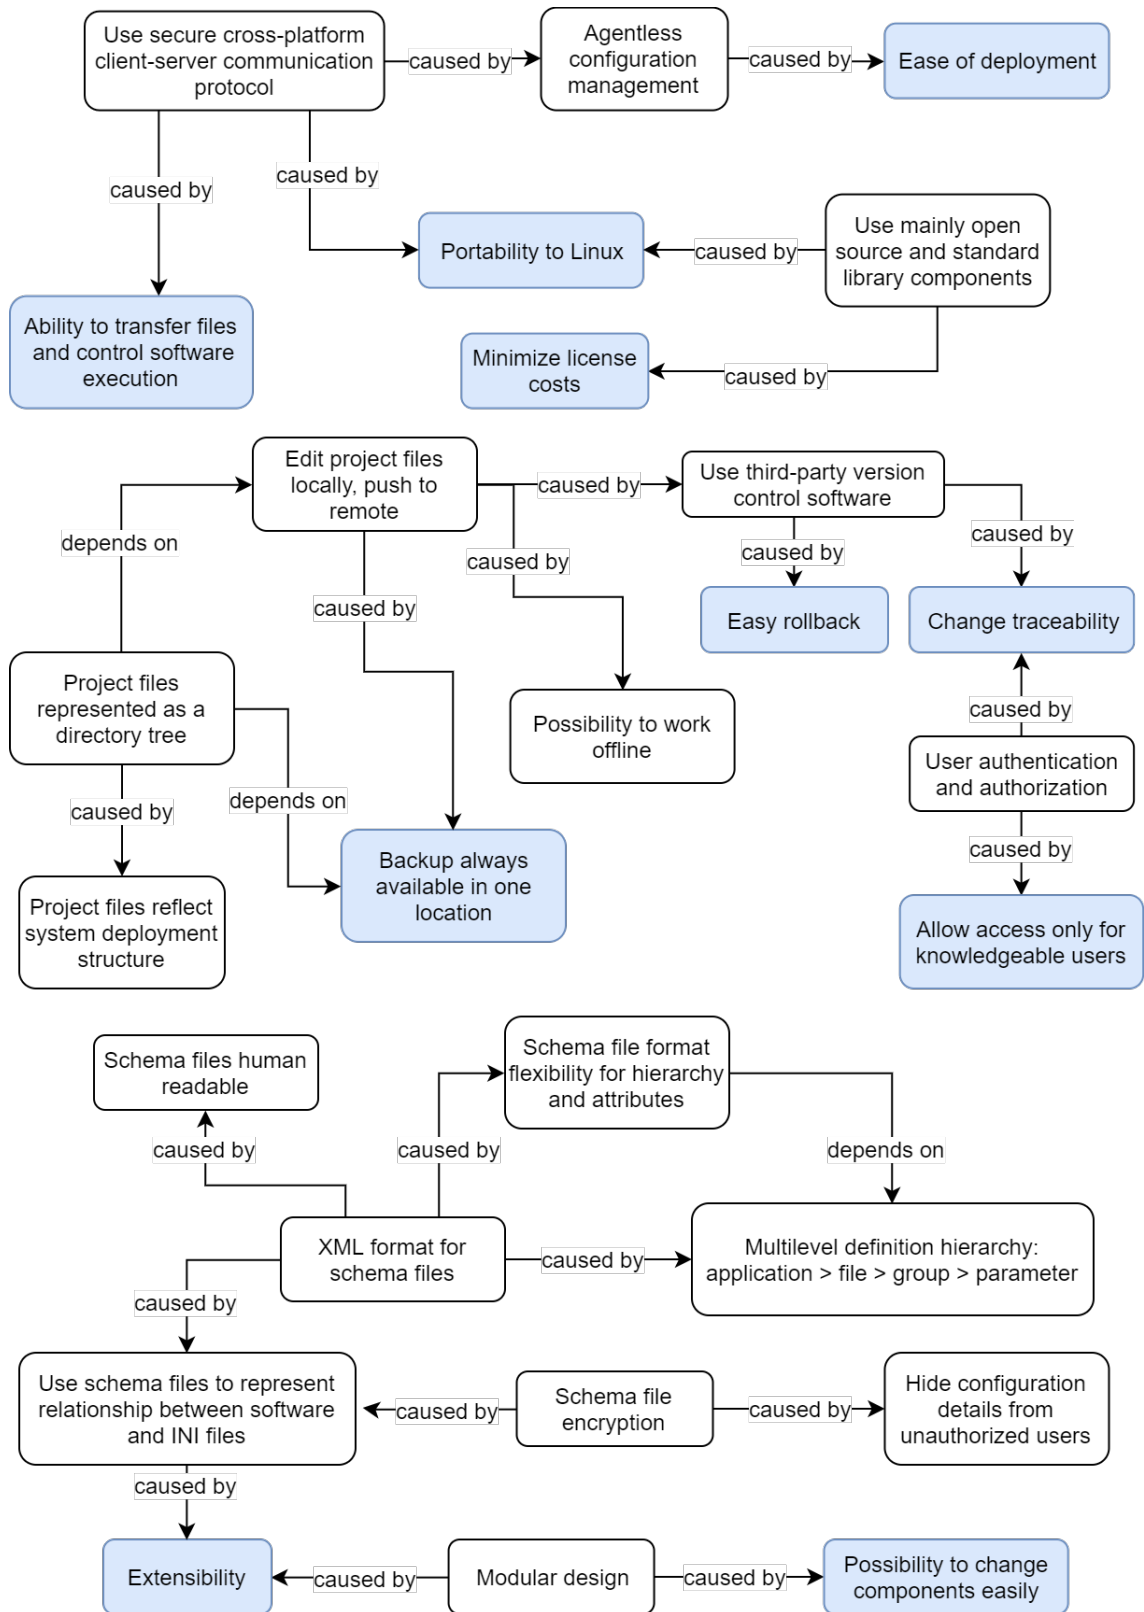 Use secure cross-platform
client-server communication
protocol
caused by
Agentless
configuration
management
caused by
Ease of deployment
caused by
caused by
Portability to Linux
caused by
Use mainly open
source and standard
library components
Ability to transfer files
and control software
execution
Minimize license
costs
caused by
Edit project files
locally, push to
remote
caused by
Use third-party version
control software
depends on
caused by
caused by
caused by
caused by
Easy rollback
Change traceability
Project files
represented as a
directory tree
Possibility to work
offline
caused by
User authentication
and authorization
caused by
depends on
caused by
Backup always
available in one
location
Project files reflect
system deployment
structure
Allow access only for
knowledgeable users
Schema files human
readable
Schema file format
flexibility for hierarchy
and attributes
caused by
caused by
depends on
XML format for
schema files
caused by
Multilevel definition hierarchy:
application > file > group > parameter
caused by
Use schema files to represent
relationship between software
and INI files
caused by
Schema file
encryption
caused by
Hide configuration
details from
unauthorized users
caused by
Extensibility
caused by
Modular design
caused by
Possibility to change
components easily